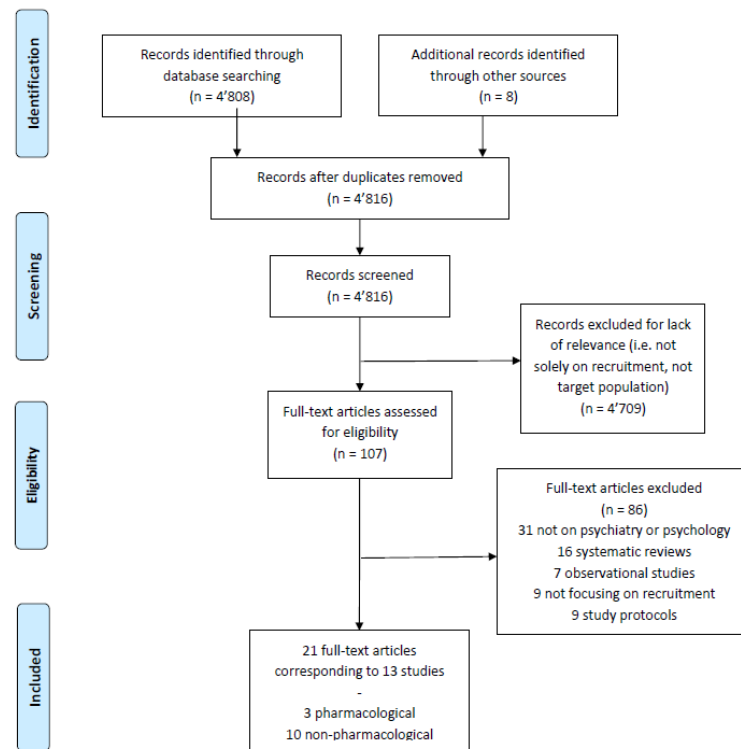 Identification
Records identified through
database searching
(n = 4'808)
Additional records identified
through other sources
(n = 8)
Records after duplicates removed
(n = 4'816)
Screening
Records screened
(n = 4'816)
Records excluded for lack
of relevance (i.e. not
solely on recruitment, not
target population)
(n = 4'709)
Eligibility
Full-text articles assessed
for eligibility
(n = 107)
Full-text articles excluded
(n = 86)
31 not on psychiatry or psychology
16 systematic reviews
7 observational studies
9 not focusing on recruitment
9 study protocols
Included
21 full-text articles
corresponding to 13 studies
-
3 pharmacological
10 non-pharmacological